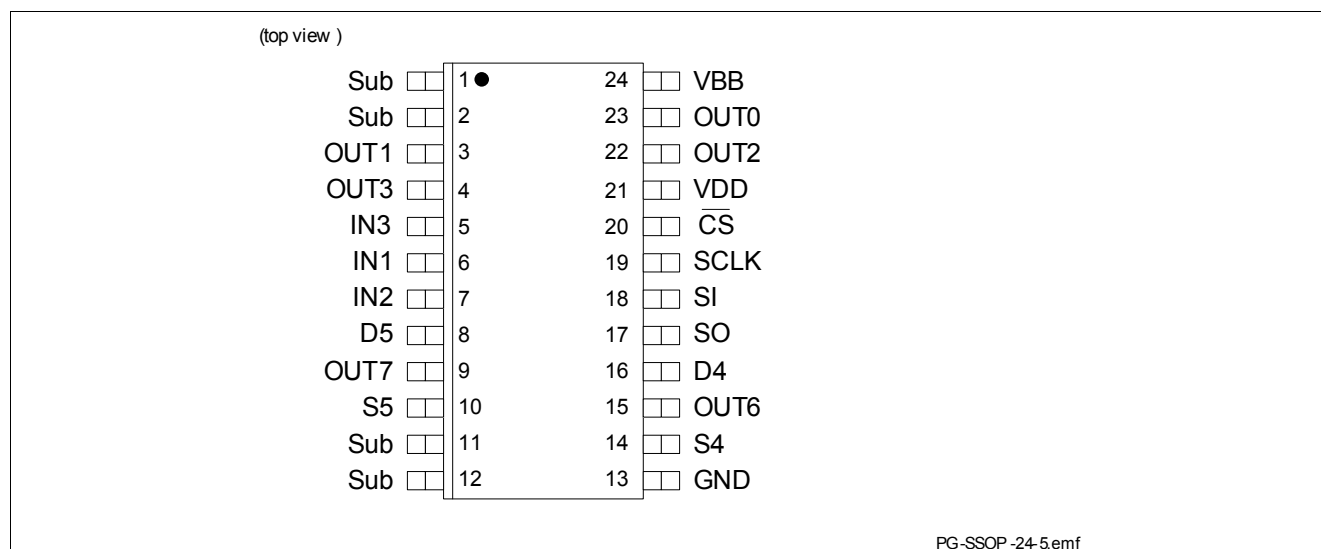 (top view )
Sub 1 24 VBB
Sub 2 23 OUT0
OUT1 3 22 OUT2
OUT3 4 21 VDD
IN3 5 20 CS
IN1 6 19 SCLK
IN2 7 18 SI
D5 8 17 SO
OUT7 9 16 D4
S5 10 15 OUT6
Sub 11 14 S4
Sub 12 13 GND
PG-SSOP -24-5.emf